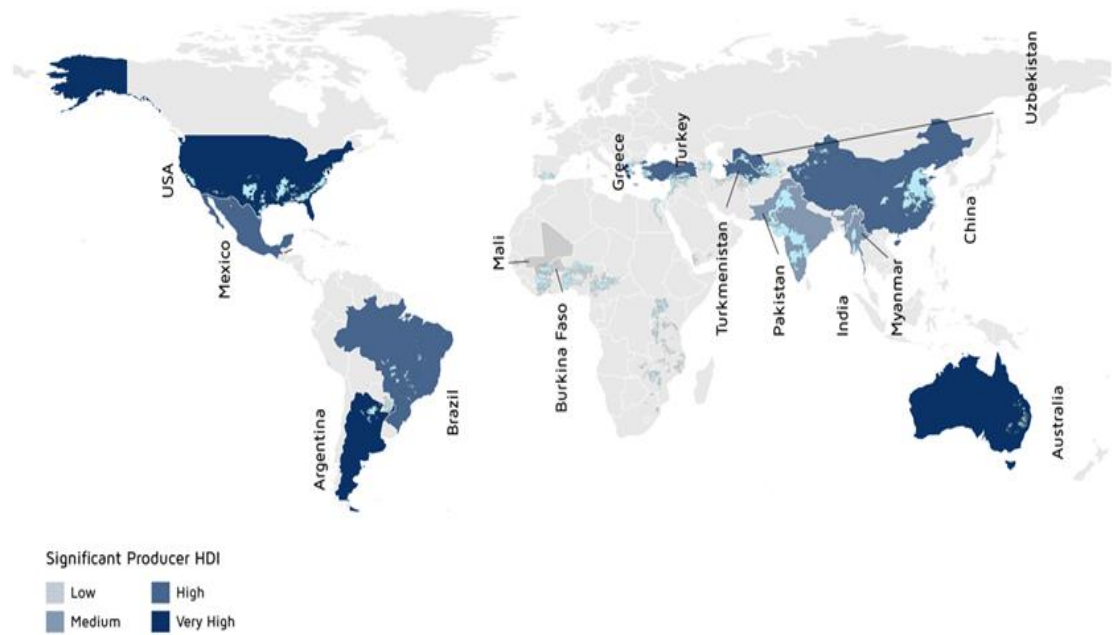 Uzbekistan
Turkey
Greece
USA
China
Mali
Mexico
Turkmenistan
Pakistan
India
Myanmar
Burkina Faso
Brazil
Argentina
Australia
Significant Producer HDI
Low
High
Medium
Very High